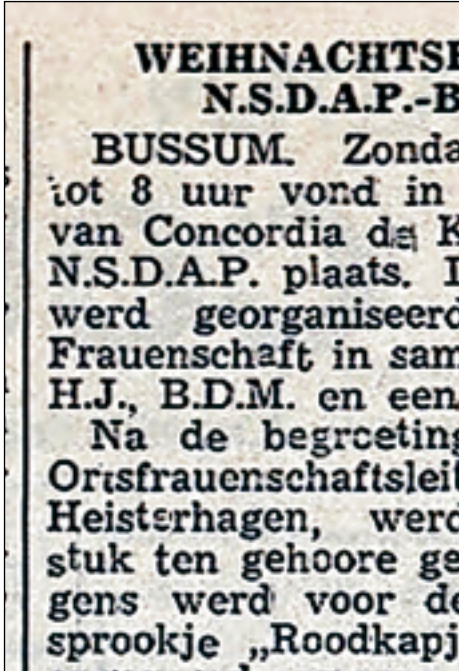 WEIHNACHTSF
N.S.D.A.P.-B
BUSSUM. Zonda
tot 8 uur vond in
van Concordia de K
N.S.D.A.P. plaats. D
werd georganiseerd
Frauenschaft in sam
H.J., B.D.M. en een
Na de begroeting
Ortsfrauenschaftsleit
Heisterhagen, werd
stuk ten gehoore ge
gens werd voor de
sprookje „Roodkapj